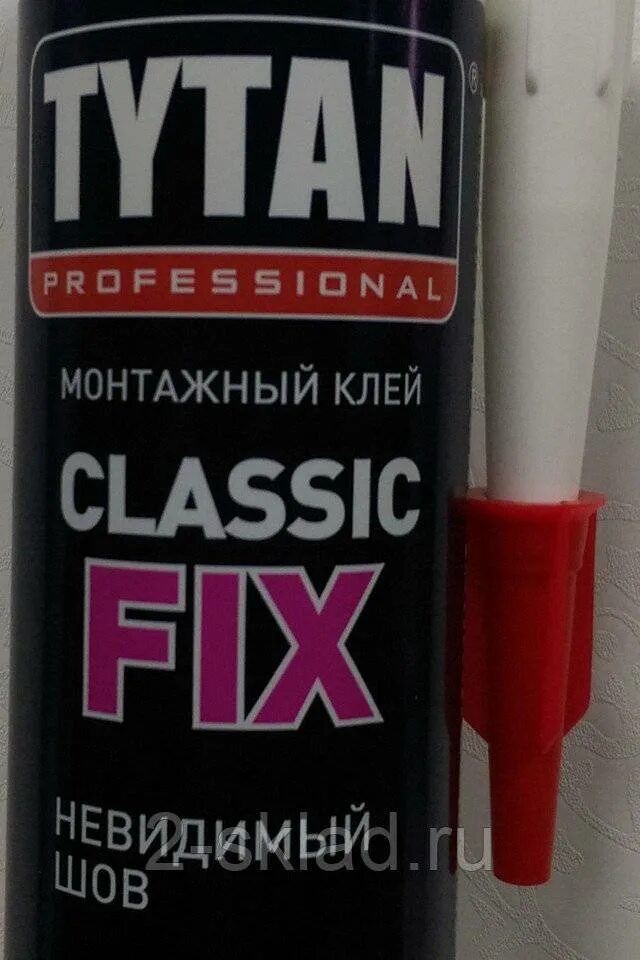 TYTAN
®
PROFESSIONAL
МОНТАЖНЫЙ КЛЕЙ
CLASSIC
FIX
НЕВИДИМЫЙ
ШОВ
2-sklad.ru